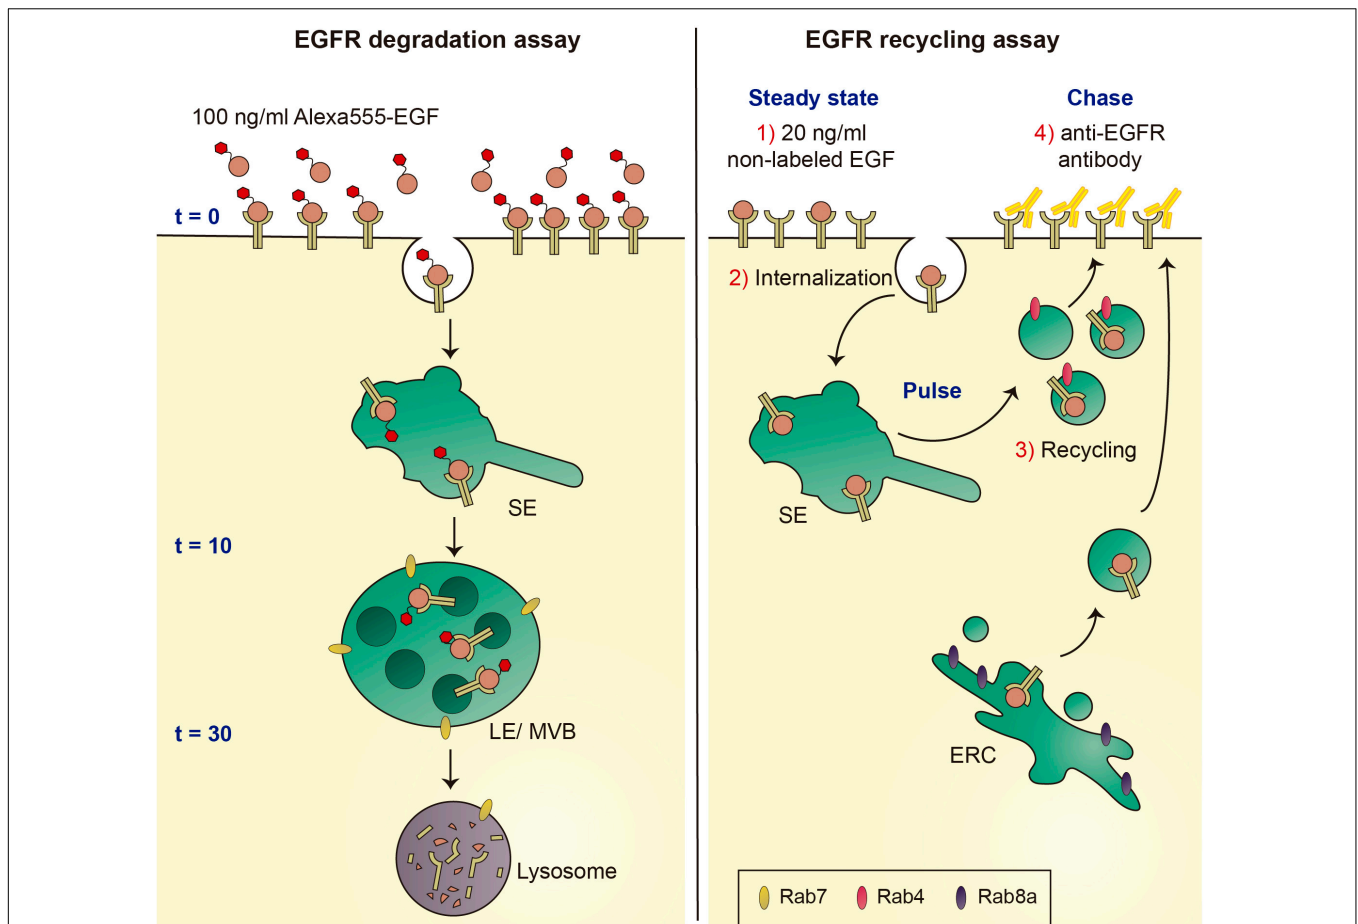 EGFR degradation assay
100 ng/ml Alexa555-EGF
t = 0
SE
t = 10
LE/ MVB
t = 30
Lysosome
EGFR recycling assay
Steady state
1) 20 ng/ml
non-labeled EGF
Chase
4) anti-EGFR
antibody
2) Internalization
Pulse
3) Recycling
SE
ERC
Rab7
Rab4
Rab8a